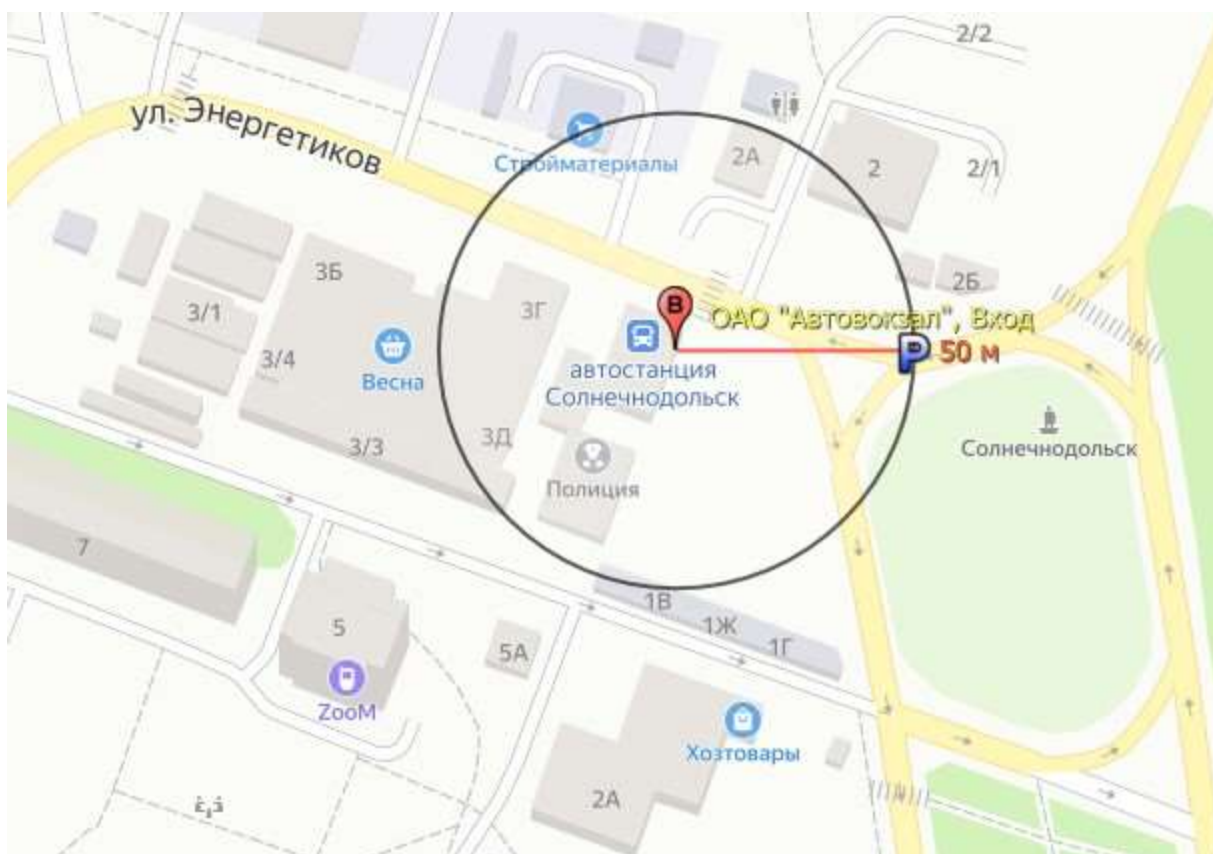 2/2
ул. Энергетиков
Стройматериалы
2А
2
2/1
3Б
3Г
2Б
3/1
В
ОАО "Автовокзал", Вход
Р
50 м
3/4
Весна
автостанция
Солнечнодольск
3/3
3Д
Солнечнодольск
Полиция
7
1В
5
1Ж
5А
1Г
ZooM
Хозтовары
2А